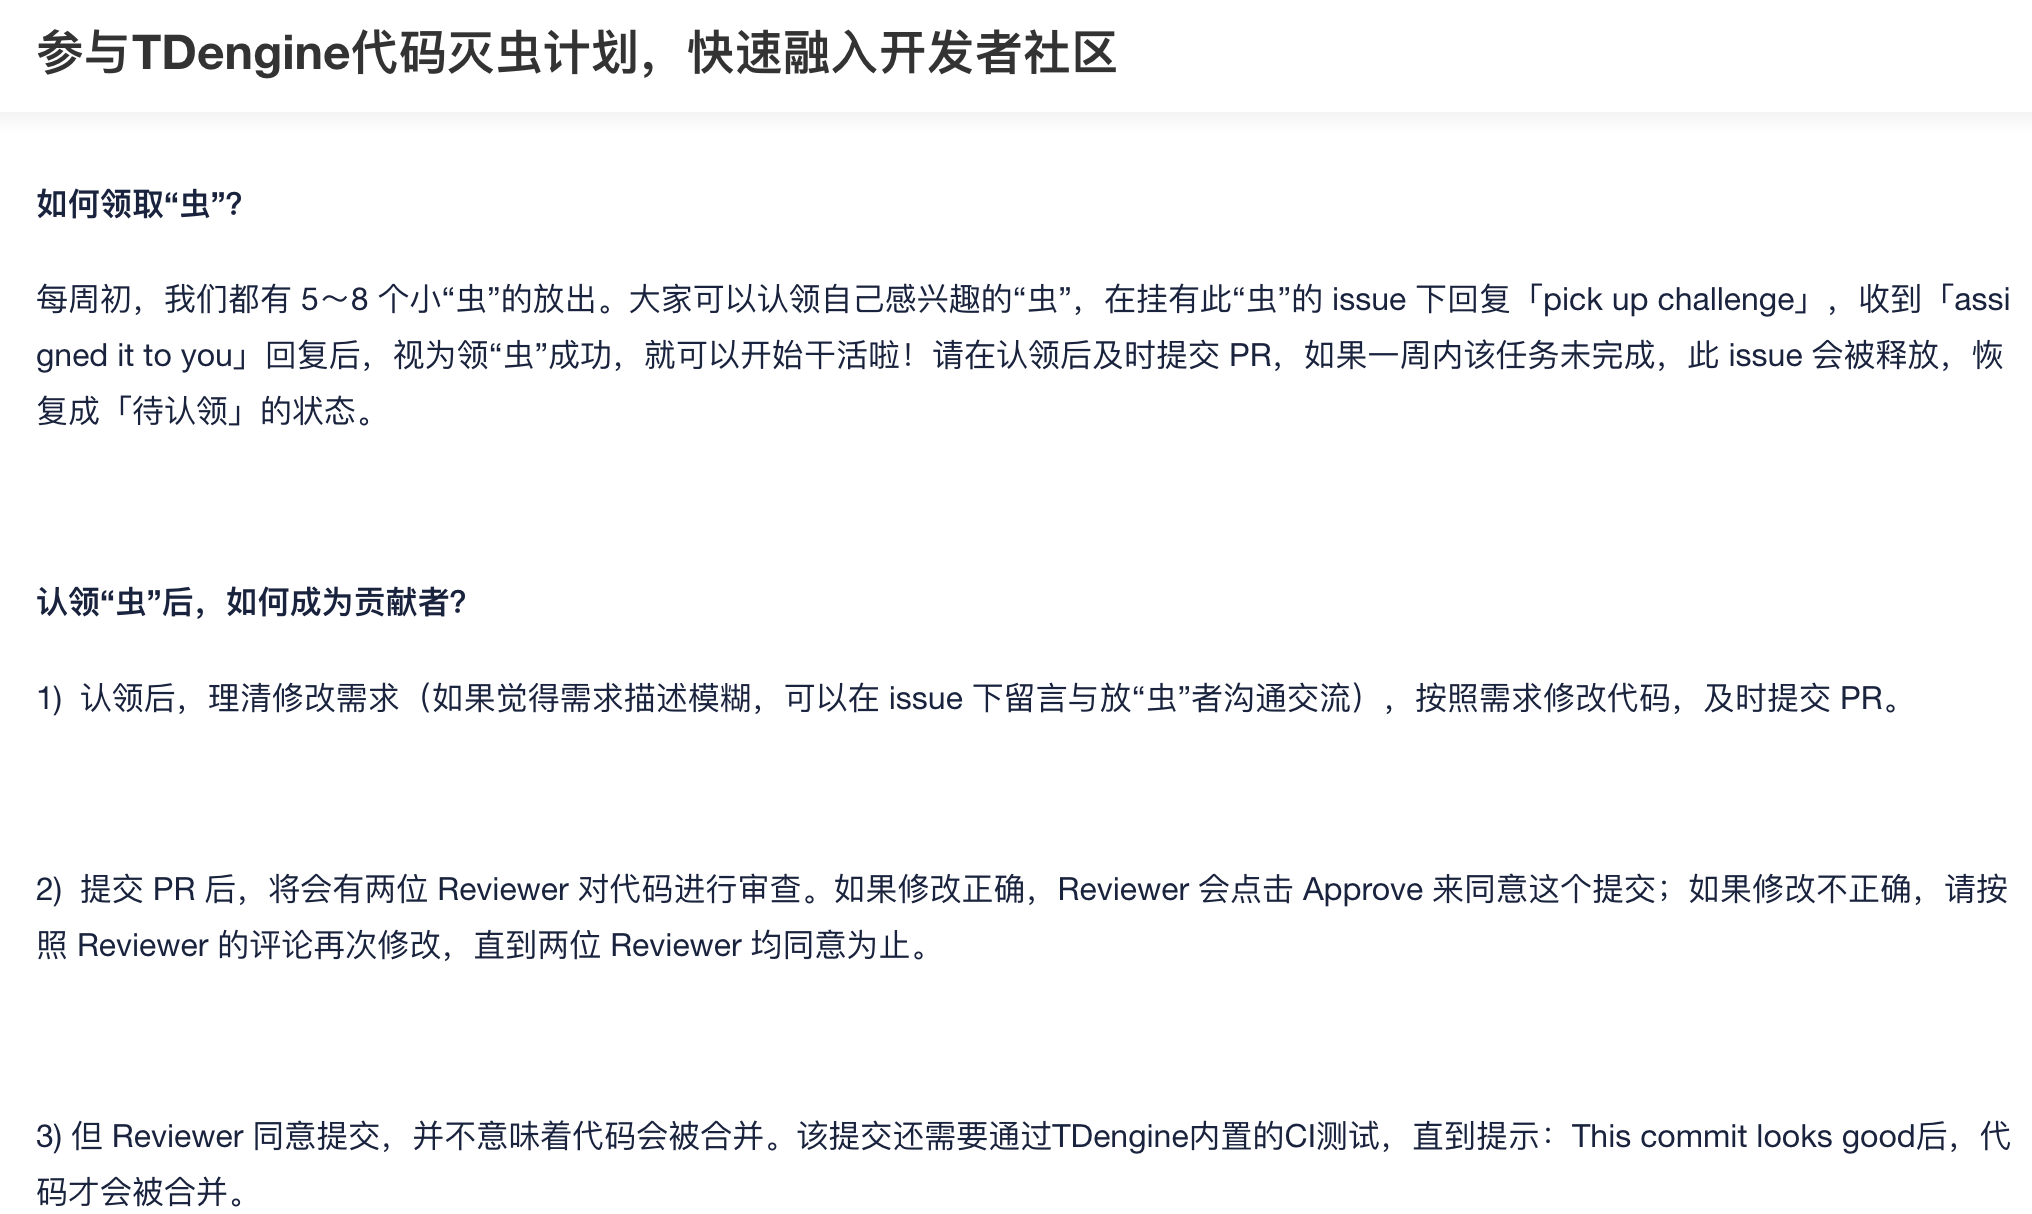 参与TDengine代码灭虫计划，快速融入开发者社区
如何领取“虫”？
每周初，我们都有 5～8 个小“虫”的放出。大家可以认领自己感兴趣的“虫”，在挂有此“虫”的 issue 下回复「pick up challenge」，收到「assi
gned it to you」回复后，视为领“虫”成功，就可以开始干活啦！请在认领后及时提交 PR，如果一周内该任务未完成，此 issue 会被释放，恢
复成「待认领」的状态。
认领“虫”后，如何成为贡献者？
1)  认领后，理清修改需求（如果觉得需求描述模糊，可以在 issue 下留言与放“虫”者沟通交流），按照需求修改代码，及时提交 PR。
2)  提交 PR 后，将会有两位 Reviewer 对代码进行审查。如果修改正确，Reviewer 会点击 Approve 来同意这个提交；如果修改不正确，请按
照 Reviewer 的评论再次修改，直到两位 Reviewer 均同意为止。
3) 但 Reviewer 同意提交，并不意味着代码会被合并。该提交还需要通过TDengine内置的CI测试，直到提示：This commit looks good后，代
码才会被合并。